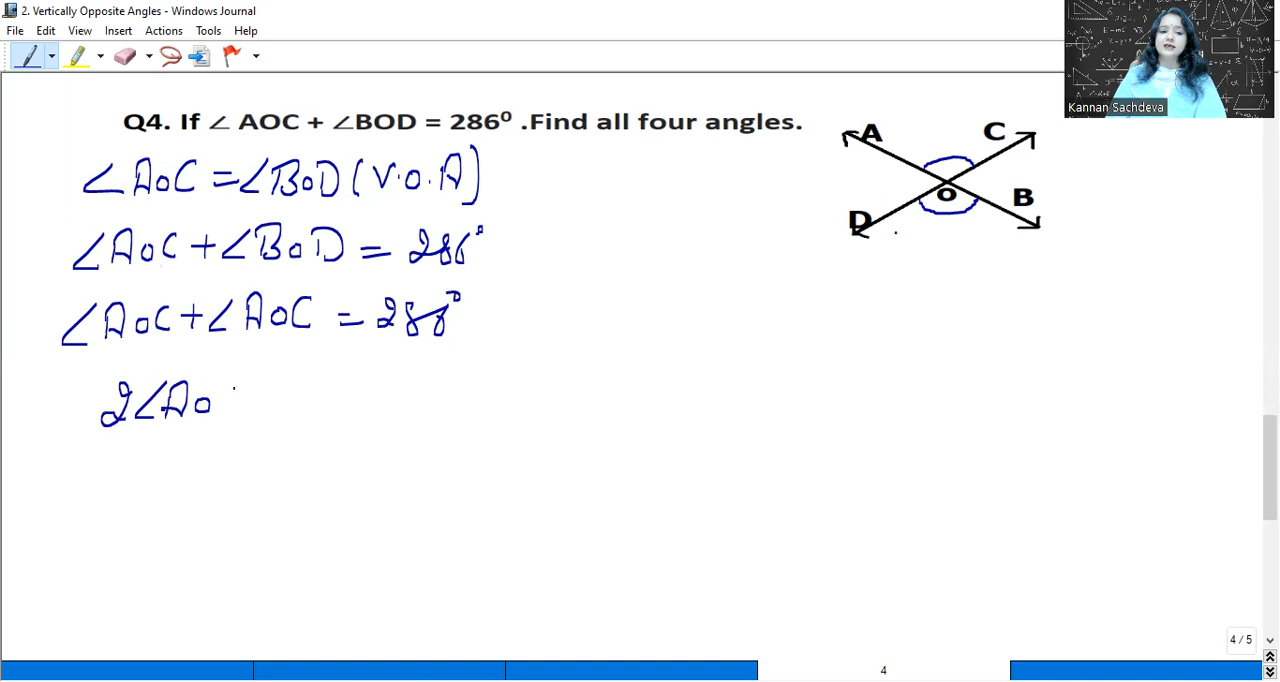 2. Vertically Opposite Angles - Windows Journal
File Edit View Insert Actions Tools Help
Kannan Sachdeva
Q4. If ∠ AOC + ∠BOD = 286⁰ .Find all four angles.
A C
O B
D
∠AOC = ∠BOD (V.O.A)
∠AOC + ∠BOD = 286°
∠AOC + ∠AOC = 286°
2∠AO
4 / 5
4